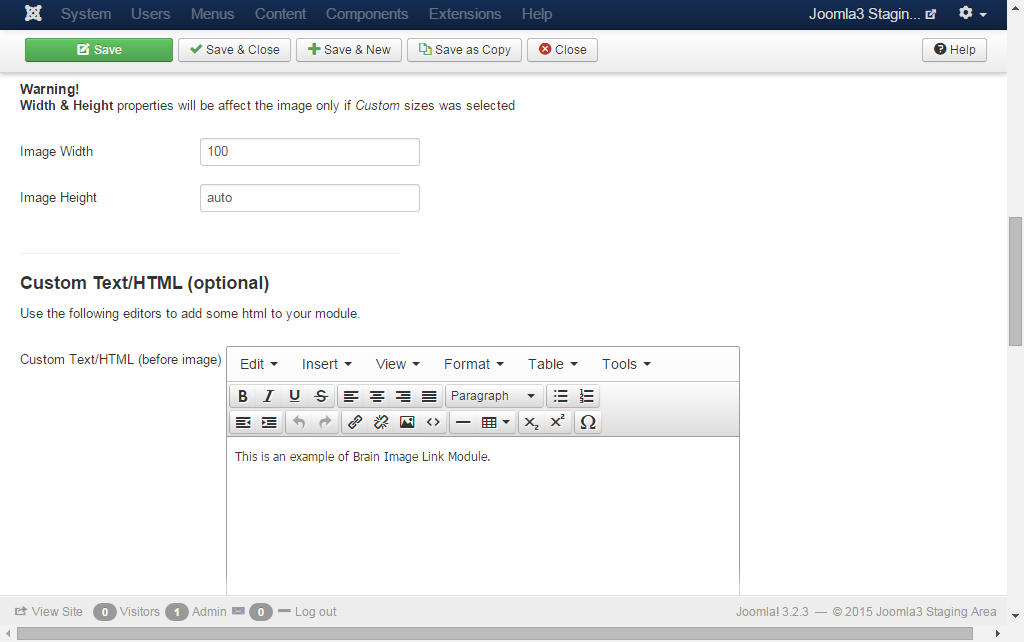 System Users Menus Content Components Extensions Help Joomla3 Stagin...
Save Save & Close Save & New Save as Copy Close Help
Warning!
Width & Height properties will be affect the image only if Custom sizes was selected
Image Width 100
Image Height auto
Custom Text/HTML (optional)
Use the following editors to add some html to your module.
Custom Text/HTML (before image)
Edit Insert View Format Table Tools
B I U S Paragraph
X₂ X² Ω
This is an example of Brain Image Link Module.
View Site 0 Visitors 1 Admin 0 Log out Joomla! 3.2.3 — © 2015 Joomla3 Staging Area